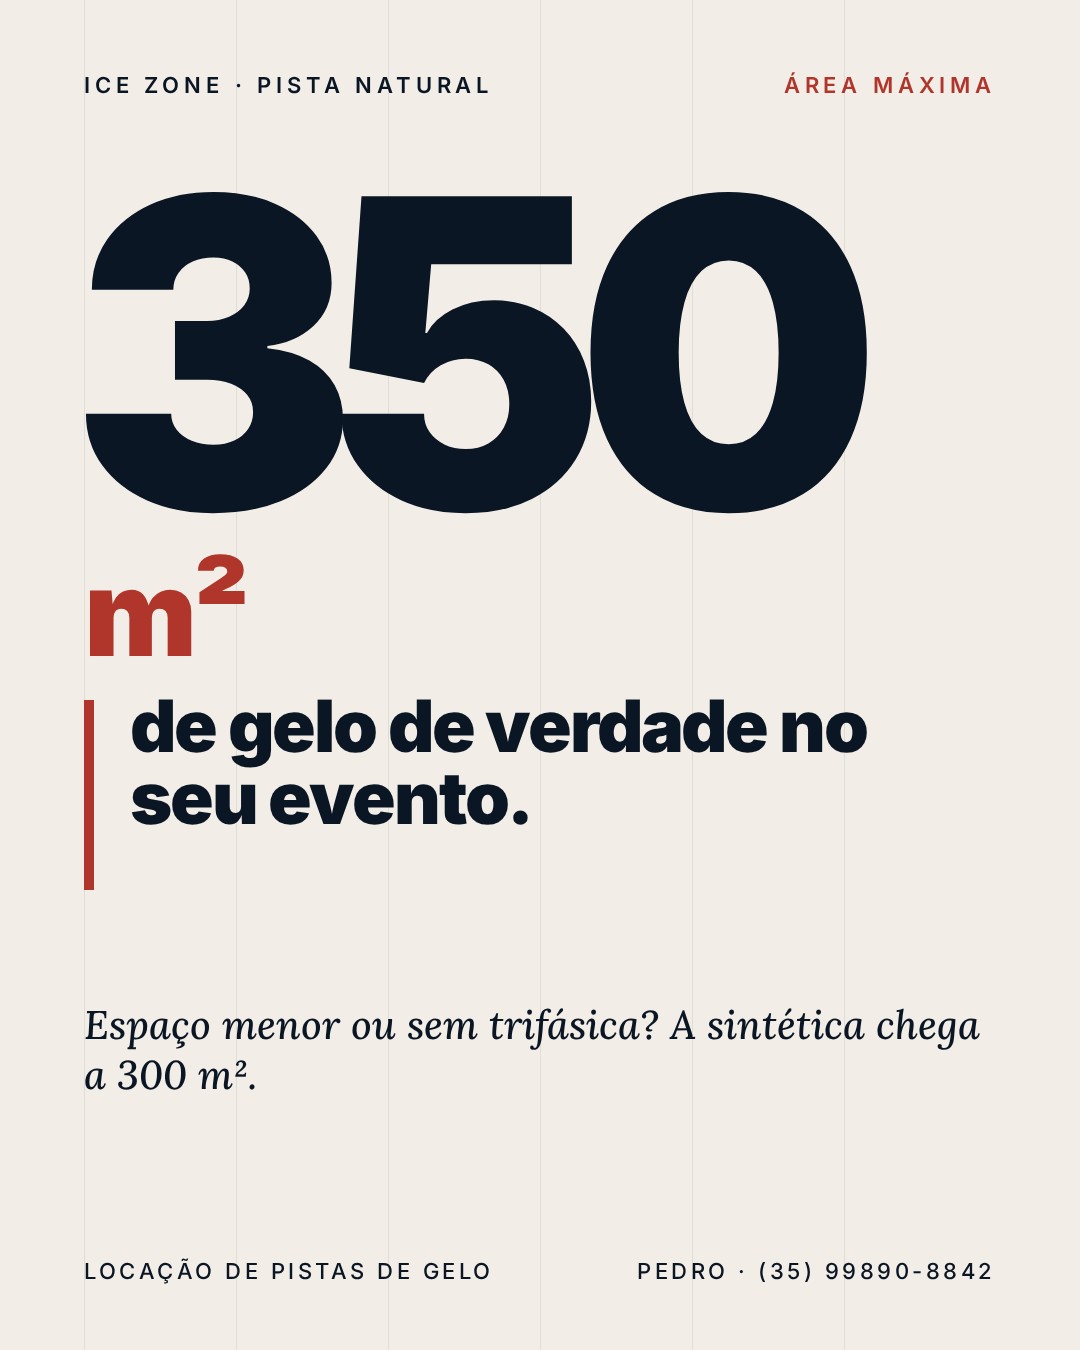 ICE ZONE · PISTA NATURAL
ÁREA MÁXIMA
350
m²
de gelo de verdade no
seu evento.
Espaço menor ou sem trifásica? A sintética chega
a 300 m².
LOCAÇÃO DE PISTAS DE GELO
PEDRO · (35) 99890-8842